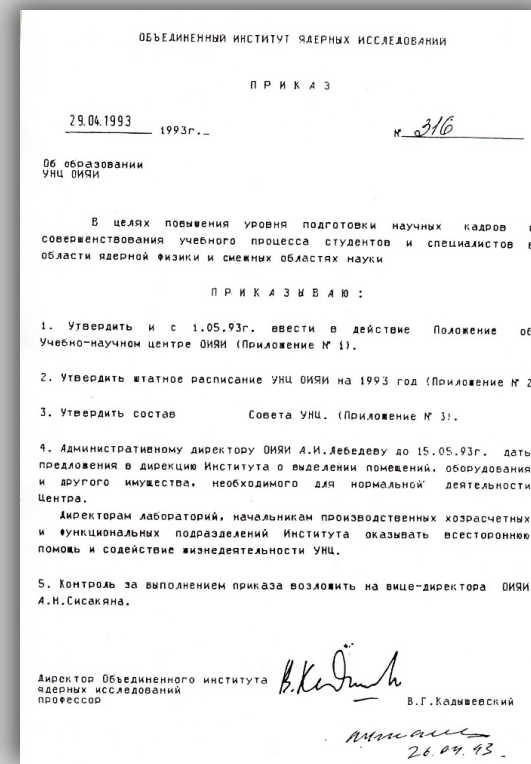 ОБЪЕДИНЕННЫЙ ИНСТИТУТ ЯДЕРНЫХ ИССЛЕДОВАНИЙ
П Р И К А З
29.04.1993 1993г.
№ 316
Об образовании
УНЦ ОИЯИ
В целях повышения уровня подготовки научных кадров
совершенствования учебного процесса студентов и специалистов в
области ядерной физики и смежных областях науки
П Р И К А З Ы В А Ю :
1. Утвердить и с 1.05.93г. ввести в действие Положение об
Учебно-научном центре ОИЯИ (Приложение № 1).
2. Утвердить штатное расписание УНЦ ОИЯИ на 1993 год (Приложение № 2
3. Утвердить состав Совета УНЦ. (Приложение № 3).
4. Административному директору ОИЯИ А.И.Лебедеву до 15.05.93г. дать
предложения в дирекцию Института о выделении помещений, оборудования
и другого имущества, необходимого для нормальной деятельности
Центра.
Директорам лабораторий, начальникам производственных хозрасчетных
и функциональных подразделений Института оказывать всестороннюю
помощь и содействие жизнедеятельности УНЦ.
5. Контроль за выполнением приказа возложить на вице-директора ОИЯИ
А.Н.Сисакяна.
Директор Объединенного института
ядерных исследований
профессор
В.Г.Кадышевский
26.04.93.